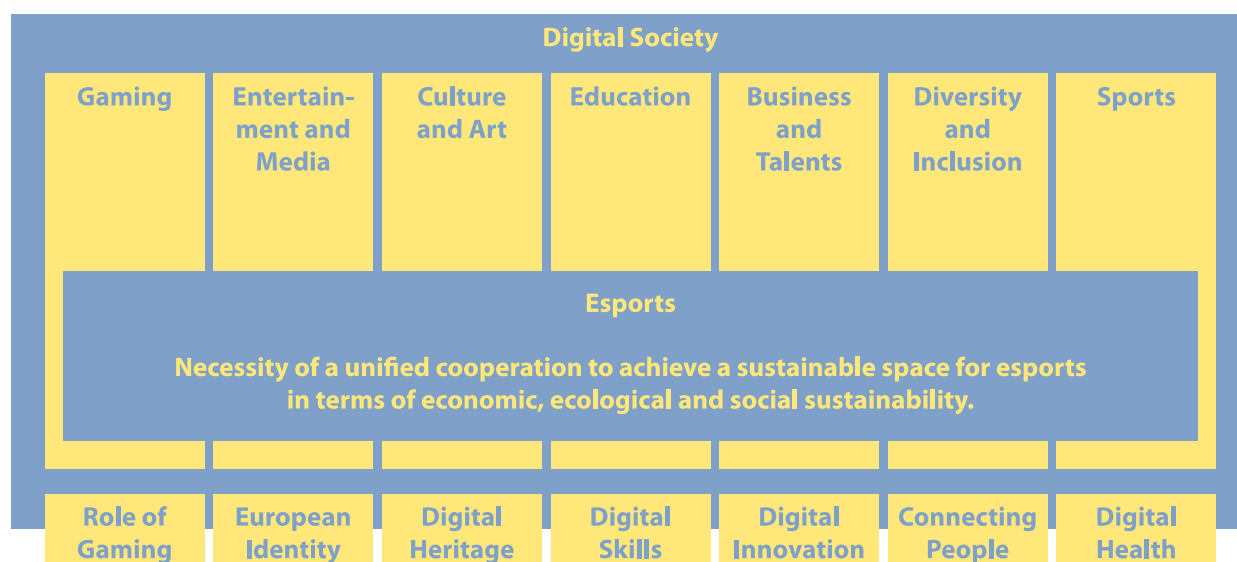 Digital Society
Gaming
Entertain-
ment and
Media
Culture
and Art
Education
Business
and
Talents
Diversity
and
Inclusion
Sports
Esports
Necessity of a unified cooperation to achieve a sustainable space for esports
in terms of economic, ecological and social sustainability.
Role of
Gaming
European
Identity
Digital
Heritage
Digital
Skills
Digital
Innovation
Connecting
People
Digital
Health